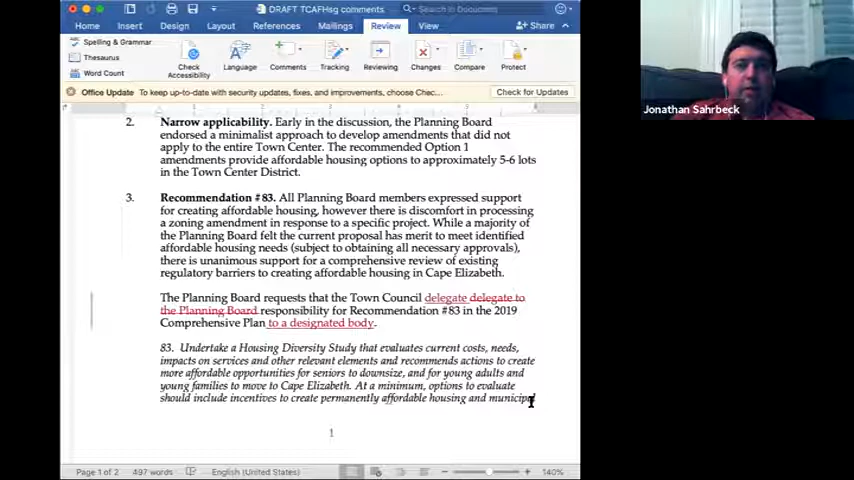 DRAFT TCAFHsg comments
Search in Document
Home Insert Design Layout References Mailings Review View Share
Spelling & Grammar
Thesaurus
Word Count
Check Accessibility
Language
Comments
Tracking
Reviewing
Changes
Compare
Protect
Office Update To keep up-to-date with security updates, fixes, and improvements, choose Chec... Check for Updates
2. Narrow applicability. Early in the discussion, the Planning Board
endorsed a minimalist approach to develop amendments that did not
apply to the entire Town Center. The recommended Option 1
amendments provide affordable housing options to approximately 5-6 lots
in the Town Center District.
3. Recommendation #83. All Planning Board members expressed support
for creating affordable housing, however there is discomfort in processing
a zoning amendment in response to a specific project. While a majority of
the Planning Board felt the current proposal has merit to meet identified
affordable housing needs (subject to obtaining all necessary approvals),
there is unanimous support for a comprehensive review of existing
regulatory barriers to creating affordable housing in Cape Elizabeth.
The Planning Board requests that the Town Council delegate delegate to
the Planning Board responsibility for Recommendation #83 in the 2019
Comprehensive Plan to a designated body.
83. Undertake a Housing Diversity Study that evaluates current costs, needs,
impacts on services and other relevant elements and recommends actions to create
more affordable opportunities for seniors to downsize, and for young adults and
young families to move to Cape Elizabeth. At a minimum, options to evaluate
should include incentives to create permanently affordable housing and municipal
1
Page 1 of 2 497 words English (United States) 140%
Jonathan Sahrbeck